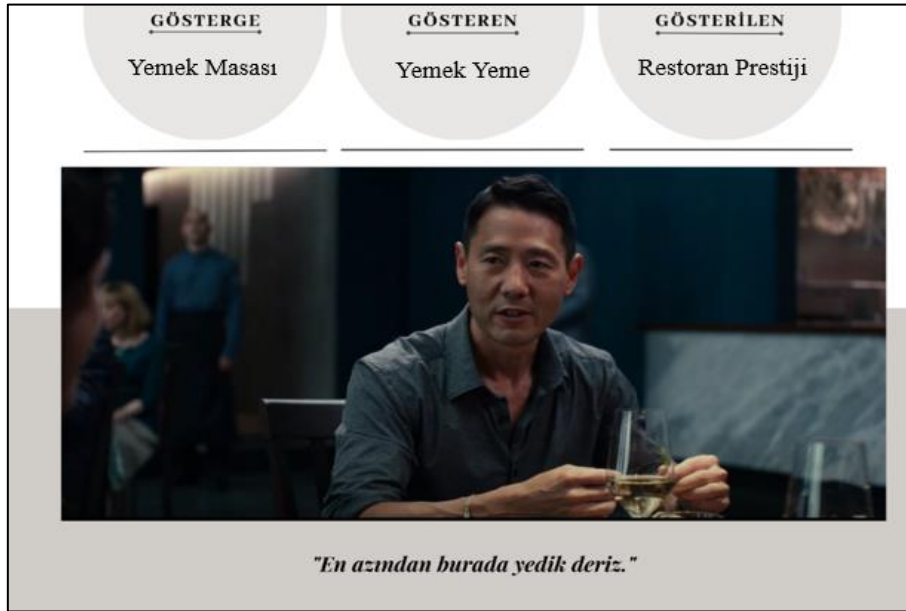 GÖSTERGE
Yemek Masası
GÖSTEREN
Yemek Yeme
GÖSTERİLEN
Restoran Prestiji
"En azından burada yedik deriz."